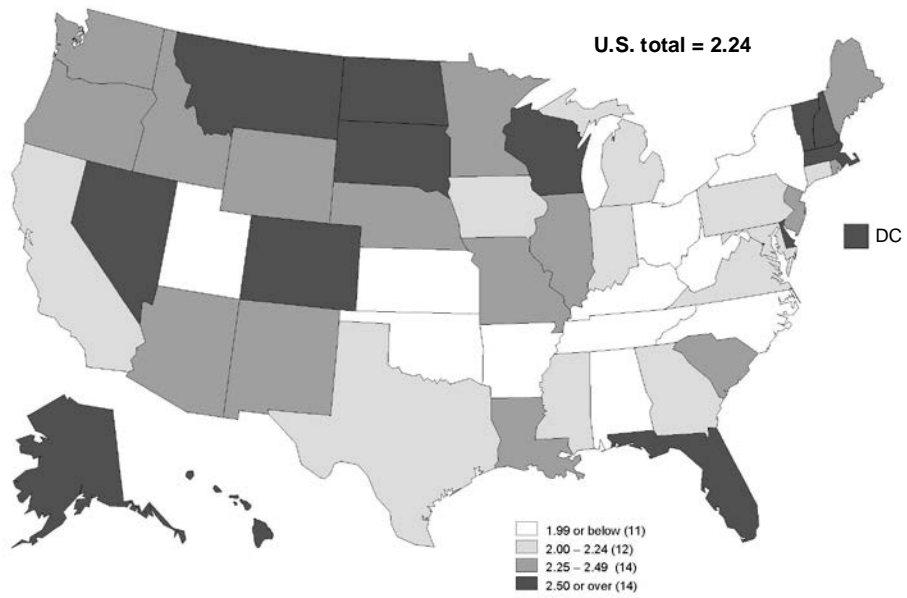 U.S. total = 2.24
DC
1.99 or below (11)
2.00 – 2.24 (12)
2.25 – 2.49 (14)
2.50 or over (14)